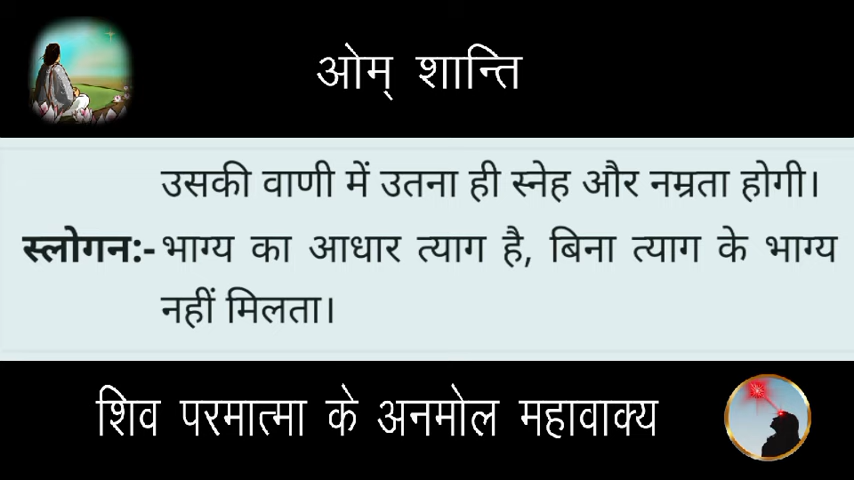 ओम् शान्ति
उसकी वाणी में उतना ही स्नेह और नम्रता होगी।
स्लोगन:- भाग्य का आधार त्याग है, बिना त्याग के भाग्य
नहीं मिलता।
शिव परमात्मा के अनमोल महावाक्य